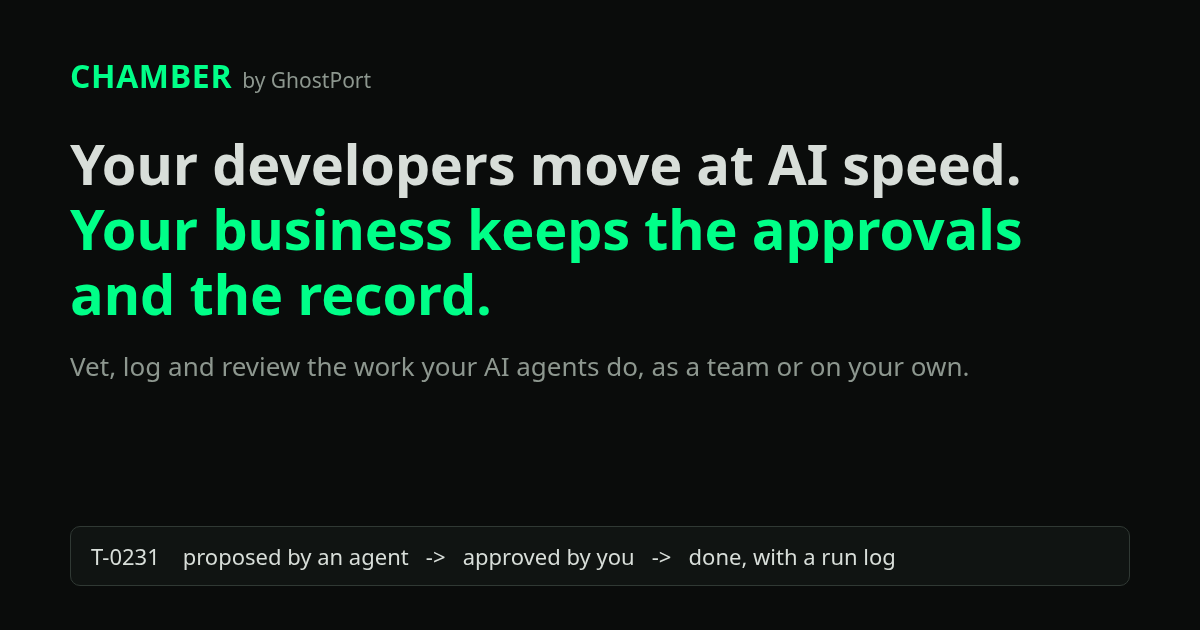 CHAMBER by GhostPort
Your developers move at AI speed.
Your business keeps the approvals
and the record.
Vet, log and review the work your AI agents do, as a team or on your own.
T-0231 proposed by an agent -> approved by you -> done, with a run log